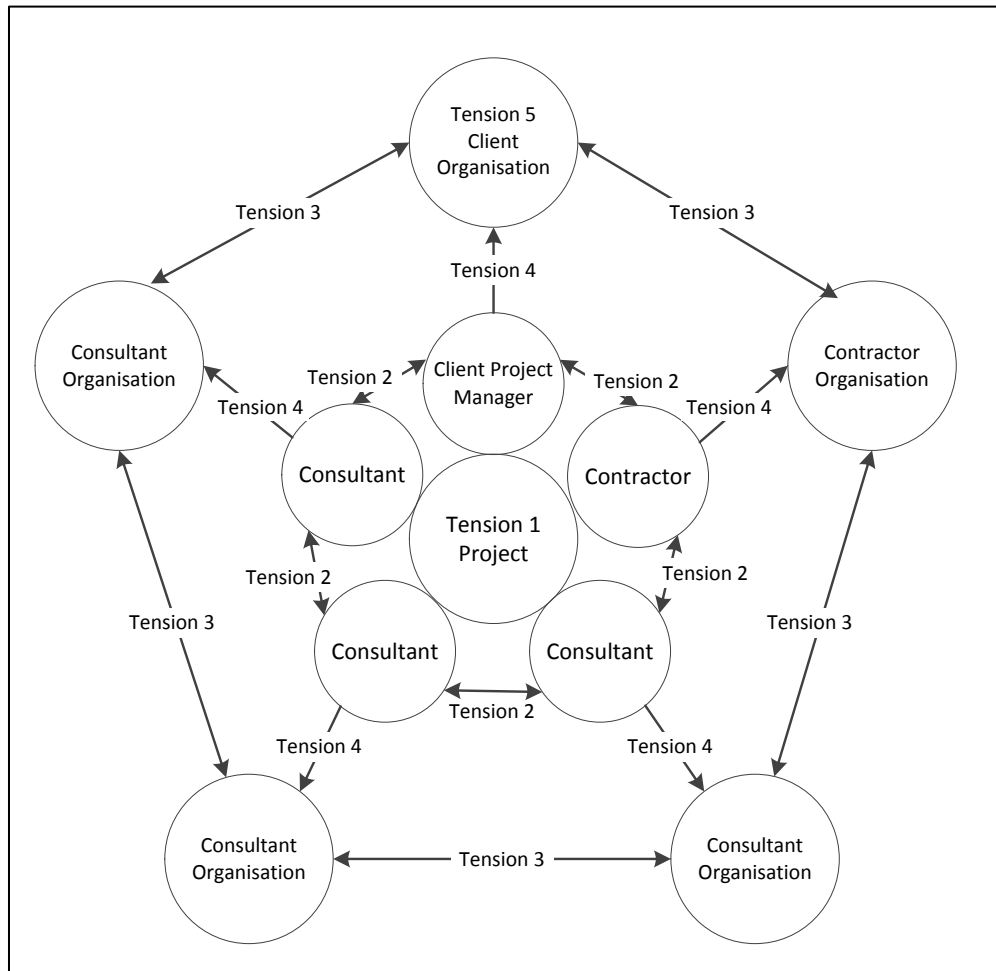 Tension 5
Client
Organisation
Tension 3
Tension 3
Tension 4
Consultant
Organisation
Client Project
Manager
Contractor
Organisation
Tension 2
Tension 2
Tension 4
Tension 4
Consultant
Contractor
Tension 1
Project
Tension 2
Tension 2
Tension 3
Tension 3
Consultant
Consultant
Tension 2
Tension 4
Tension 4
Consultant
Organisation
Tension 3
Consultant
Organisation